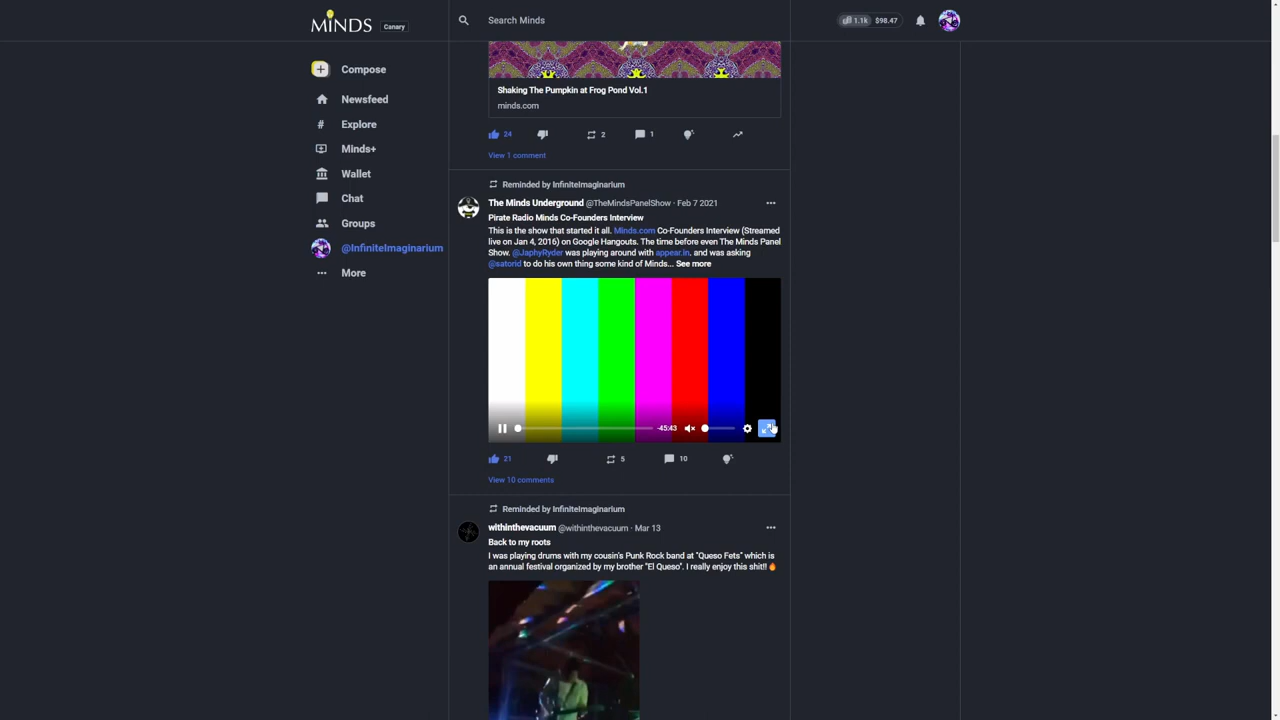 MINDS
Canary
Search Minds
1.1k $98.47
Compose
Newsfeed
# Explore
Minds+
Wallet
Chat
Groups
@InfiniteImaginarium
More
Shaking The Pumpkin at Frog Pond Vol.1
minds.com
24 2 1
View 1 comment
Reminded by InfiniteImaginarium
The Minds Underground @TheMindsPanelShow · Feb 7 2021
Pirate Radio Minds Co-Founders Interview
This is the show that started it all. Minds.com Co-Founders Interview (Streamed
live on Jan 4, 2016) on Google Hangouts. The time before even The Minds Panel
Show. @JaphyRyder was playing around with appear.in, and was asking
@satorid to do his own thing some kind of Minds... See more
-45:43
21 5 10
View 10 comments
Reminded by InfiniteImaginarium
withinthevacuum @withinthevacuum · Mar 13
Back to my roots
I was playing drums with my cousin's Punk Rock band at "Queso Fets" which is
an annual festival organized by my brother "El Queso". I really enjoy this shit!! 🔥